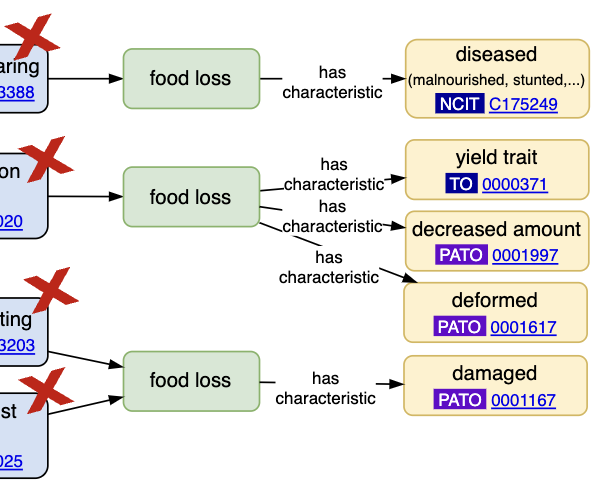 aring
3388
food loss
has
characteristic
diseased
(malnourished, stunted,...)
NCIT C175249
on
020
food loss
has
characteristic
has
characteristic
has
characteristic
yield trait
TO 0000371
decreased amount
PATO 0001997
deformed
PATO 0001617
ting
3203
st
025
food loss
has
characteristic
damaged
PATO 0001167